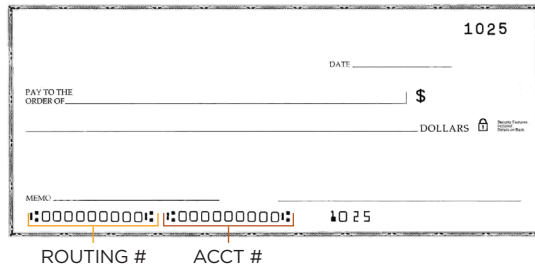 1025
DATE
PAY TO THE
ORDER OF
$
DOLLARS
Security Features
Included.
Details on Back.
MEMO
⑆000000000⑆ ⑆000000000⑆ 1025
ROUTING # ACCT #